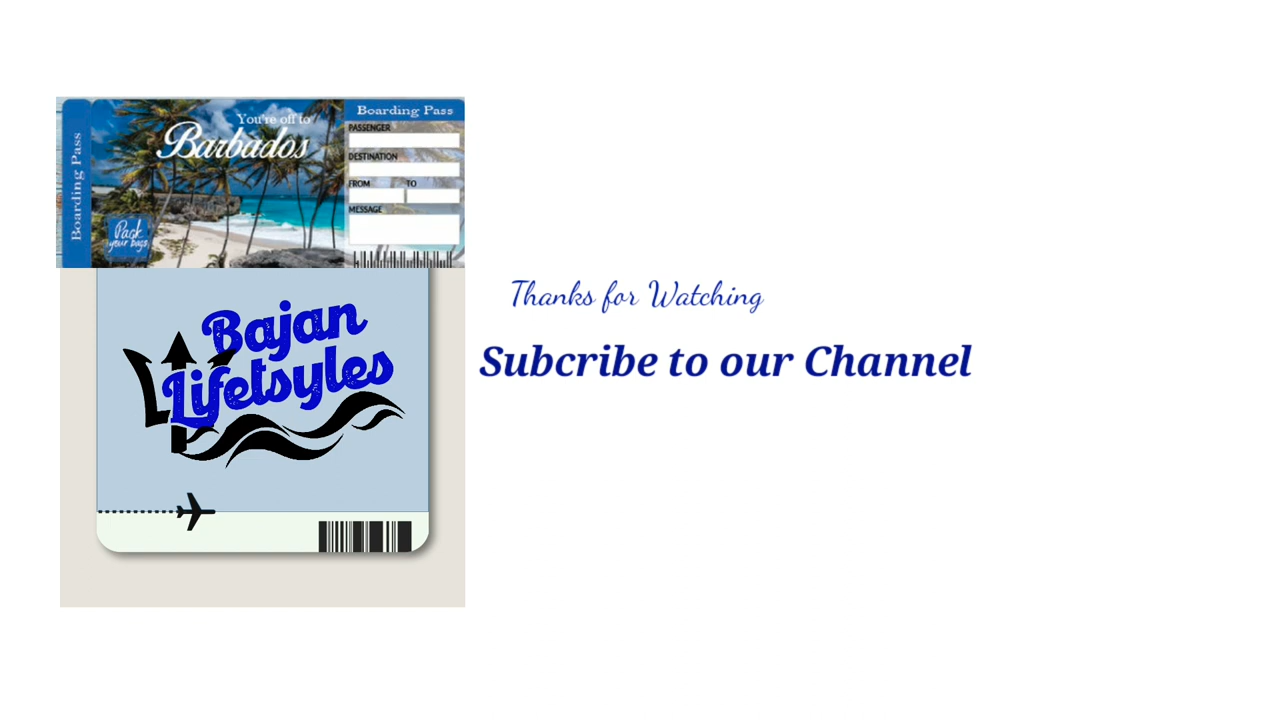 Boarding Pass
You're off to
Barbados
Pack
your bags
Boarding Pass
PASSENGER
DESTINATION
FROM TO
MESSAGE
Bajan
Lifetsyles
Thanks for Watching
Subcribe to our Channel